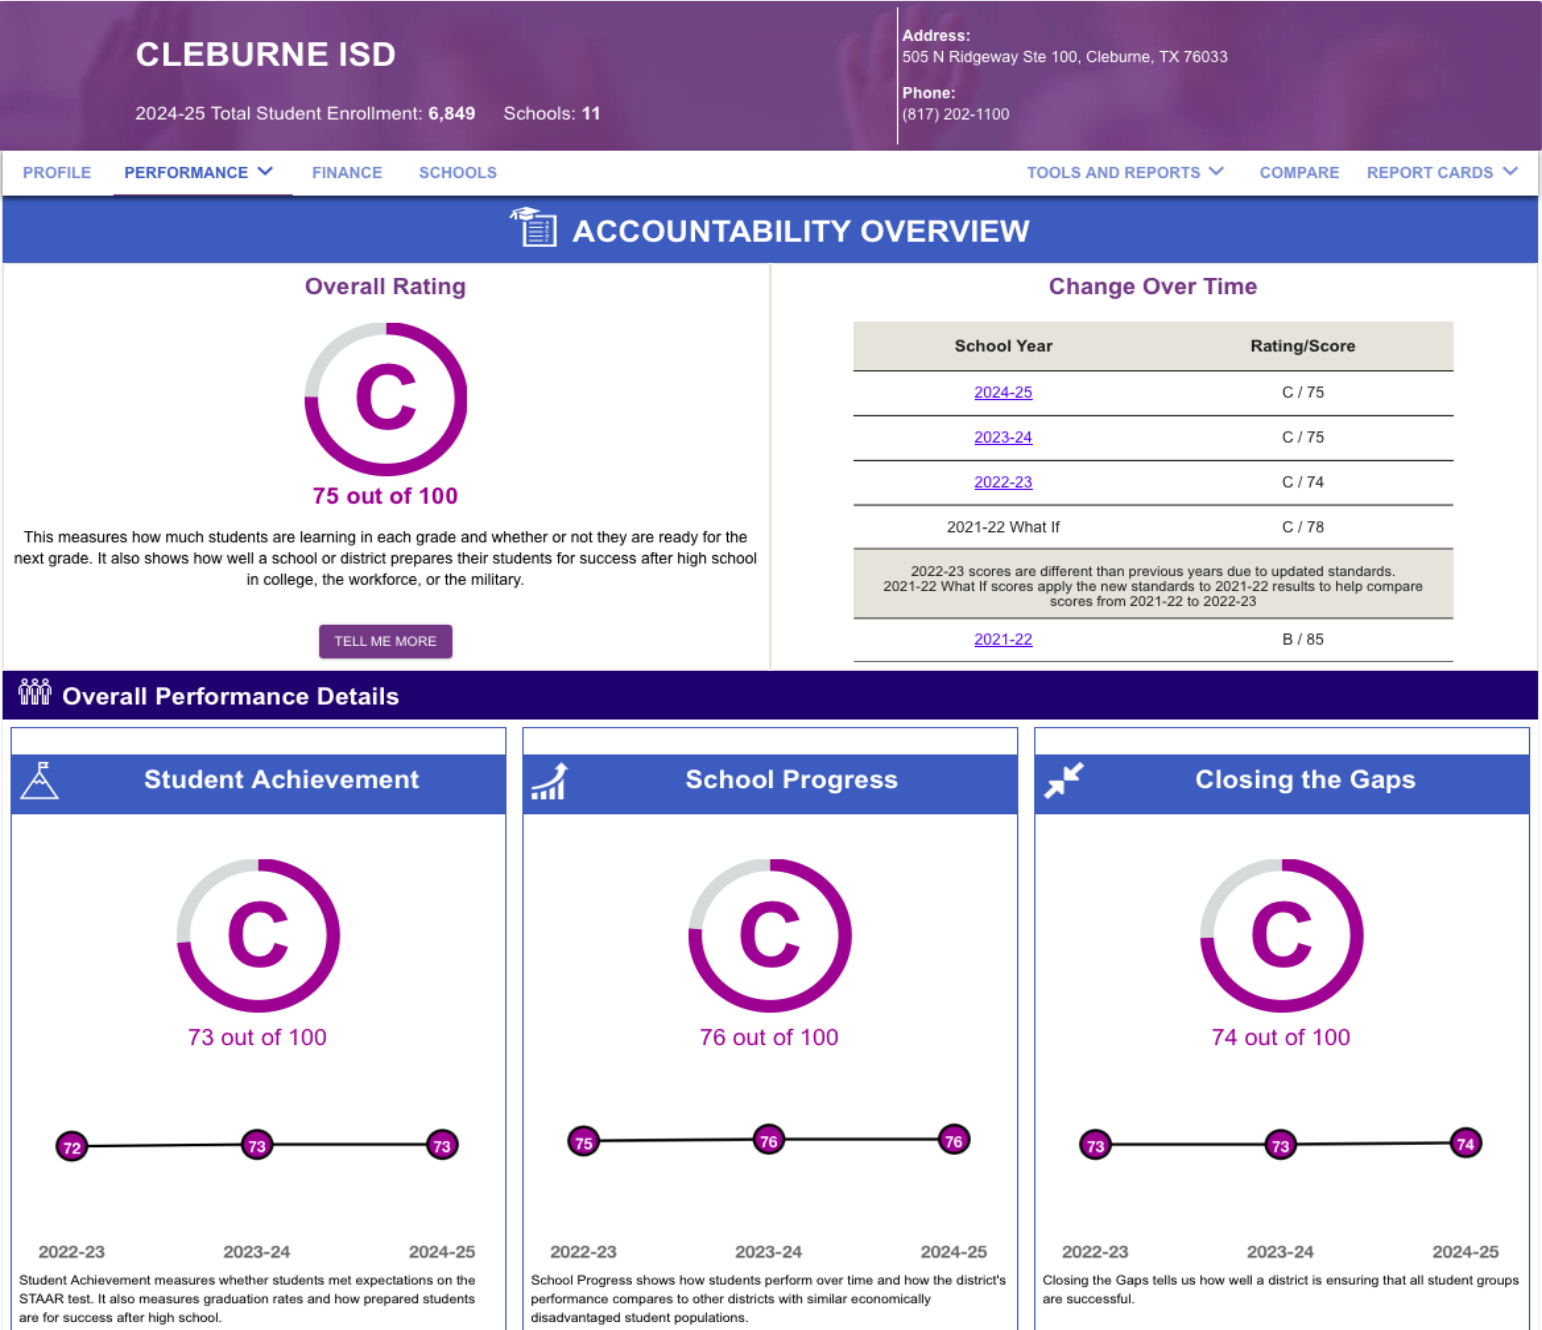 CLEBURNE ISD
2024-25 Total Student Enrollment: 6,849 Schools: 11
Address:
505 N Ridgeway Ste 100, Cleburne, TX 76033
Phone:
(817) 202-1100
PROFILE PERFORMANCE FINANCE SCHOOLS TOOLS AND REPORTS COMPARE REPORT CARDS
ACCOUNTABILITY OVERVIEW
Overall Rating
C
75 out of 100
This measures how much students are learning in each grade and whether or not they are ready for the
next grade. It also shows how well a school or district prepares their students for success after high school
in college, the workforce, or the military.
TELL ME MORE
Change Over Time
School Year Rating/Score
2024-25 C / 75
2023-24 C / 75
2022-23 C / 74
2021-22 What If C / 78
2022-23 scores are different than previous years due to updated standards.
2021-22 What If scores apply the new standards to 2021-22 results to help compare
scores from 2021-22 to 2022-23
2021-22 B / 85
Overall Performance Details
Student Achievement
C
73 out of 100
72 73 73
2022-23 2023-24 2024-25
Student Achievement measures whether students met expectations on the
STAAR test. It also measures graduation rates and how prepared students
are for success after high school.
School Progress
C
76 out of 100
75 76 76
2022-23 2023-24 2024-25
School Progress shows how students perform over time and how the district's
performance compares to other districts with similar economically
disadvantaged student populations.
Closing the Gaps
C
74 out of 100
73 73 74
2022-23 2023-24 2024-25
Closing the Gaps tells us how well a district is ensuring that all student groups
are successful.